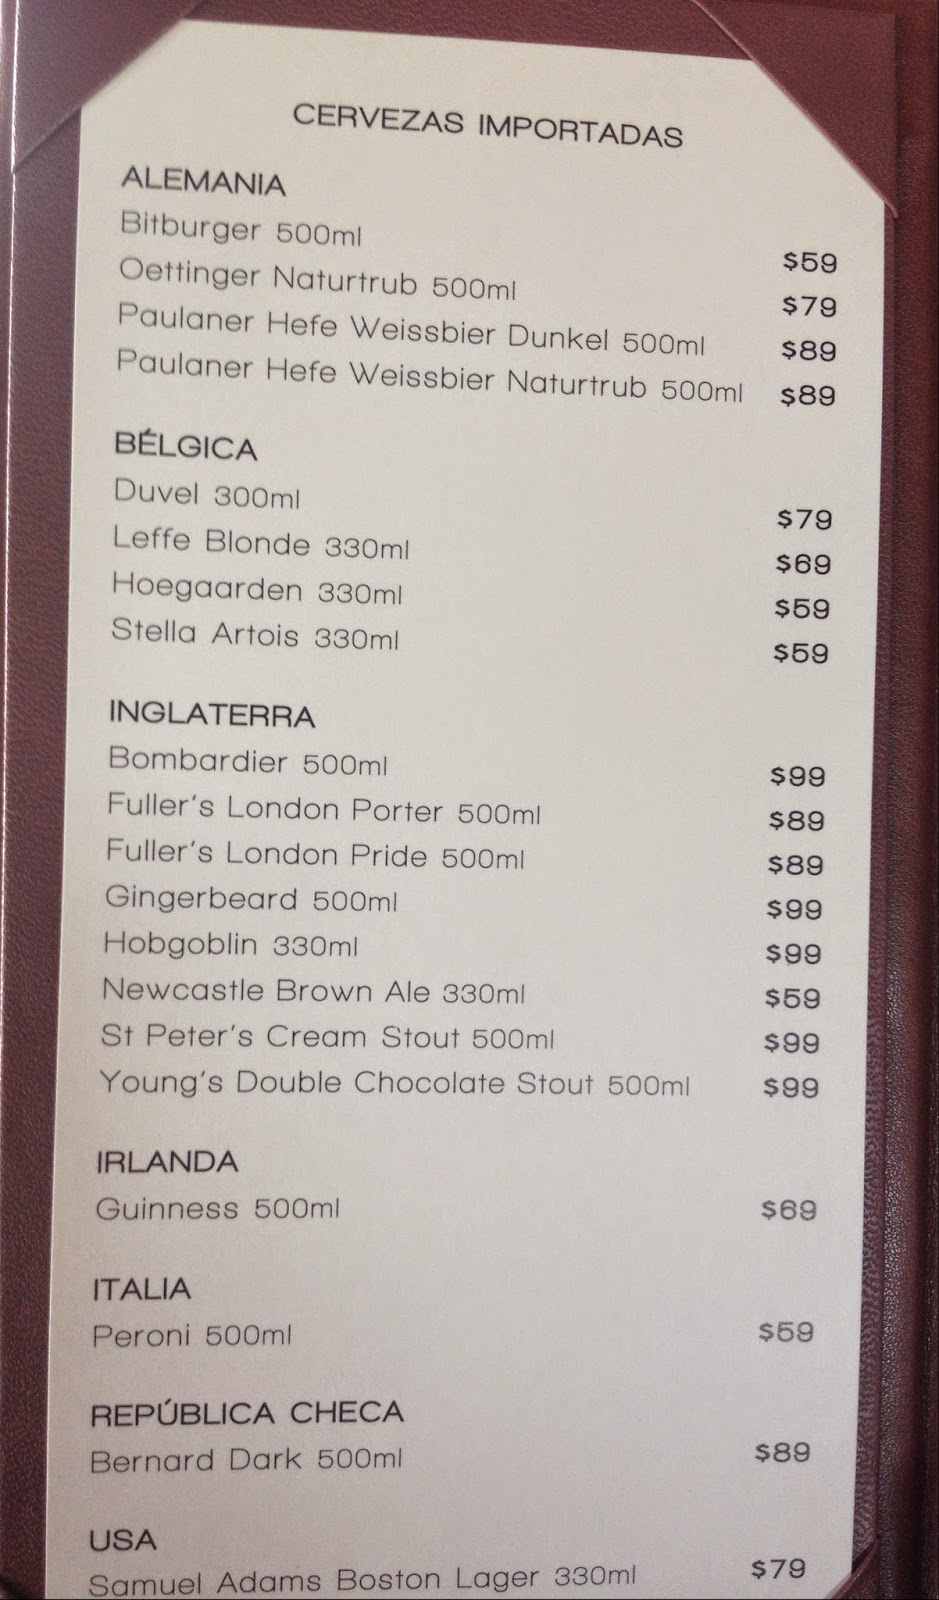 CERVEZAS IMPORTADAS
ALEMANIA
Bitburger 500ml $59
Oettinger Naturtrub 500ml $79
Paulaner Hefe Weissbier Dunkel 500ml $89
Paulaner Hefe Weissbier Naturtrub 500ml $89
BÉLGICA
Duvel 300ml $79
Leffe Blonde 330ml $69
Hoegaarden 330ml $59
Stella Artois 330ml $59
INGLATERRA
Bombardier 500ml $99
Fuller's London Porter 500ml $89
Fuller's London Pride 500ml $89
Gingerbeard 500ml $99
Hobgoblin 330ml $99
Newcastle Brown Ale 330ml $59
St Peter's Cream Stout 500ml $99
Young's Double Chocolate Stout 500ml $99
IRLANDA
Guinness 500ml $69
ITALIA
Peroni 500ml $59
REPÚBLICA CHECA
Bernard Dark 500ml $89
USA
Samuel Adams Boston Lager 330ml $79